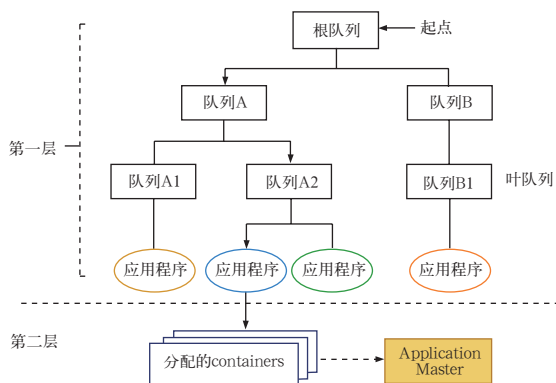 根队列
起点
队列A
队列B
第一层
队列A1
队列A2
队列B1
叶队列
应用程序
应用程序
应用程序
应用程序
第二层
分配的containers
Application
Master